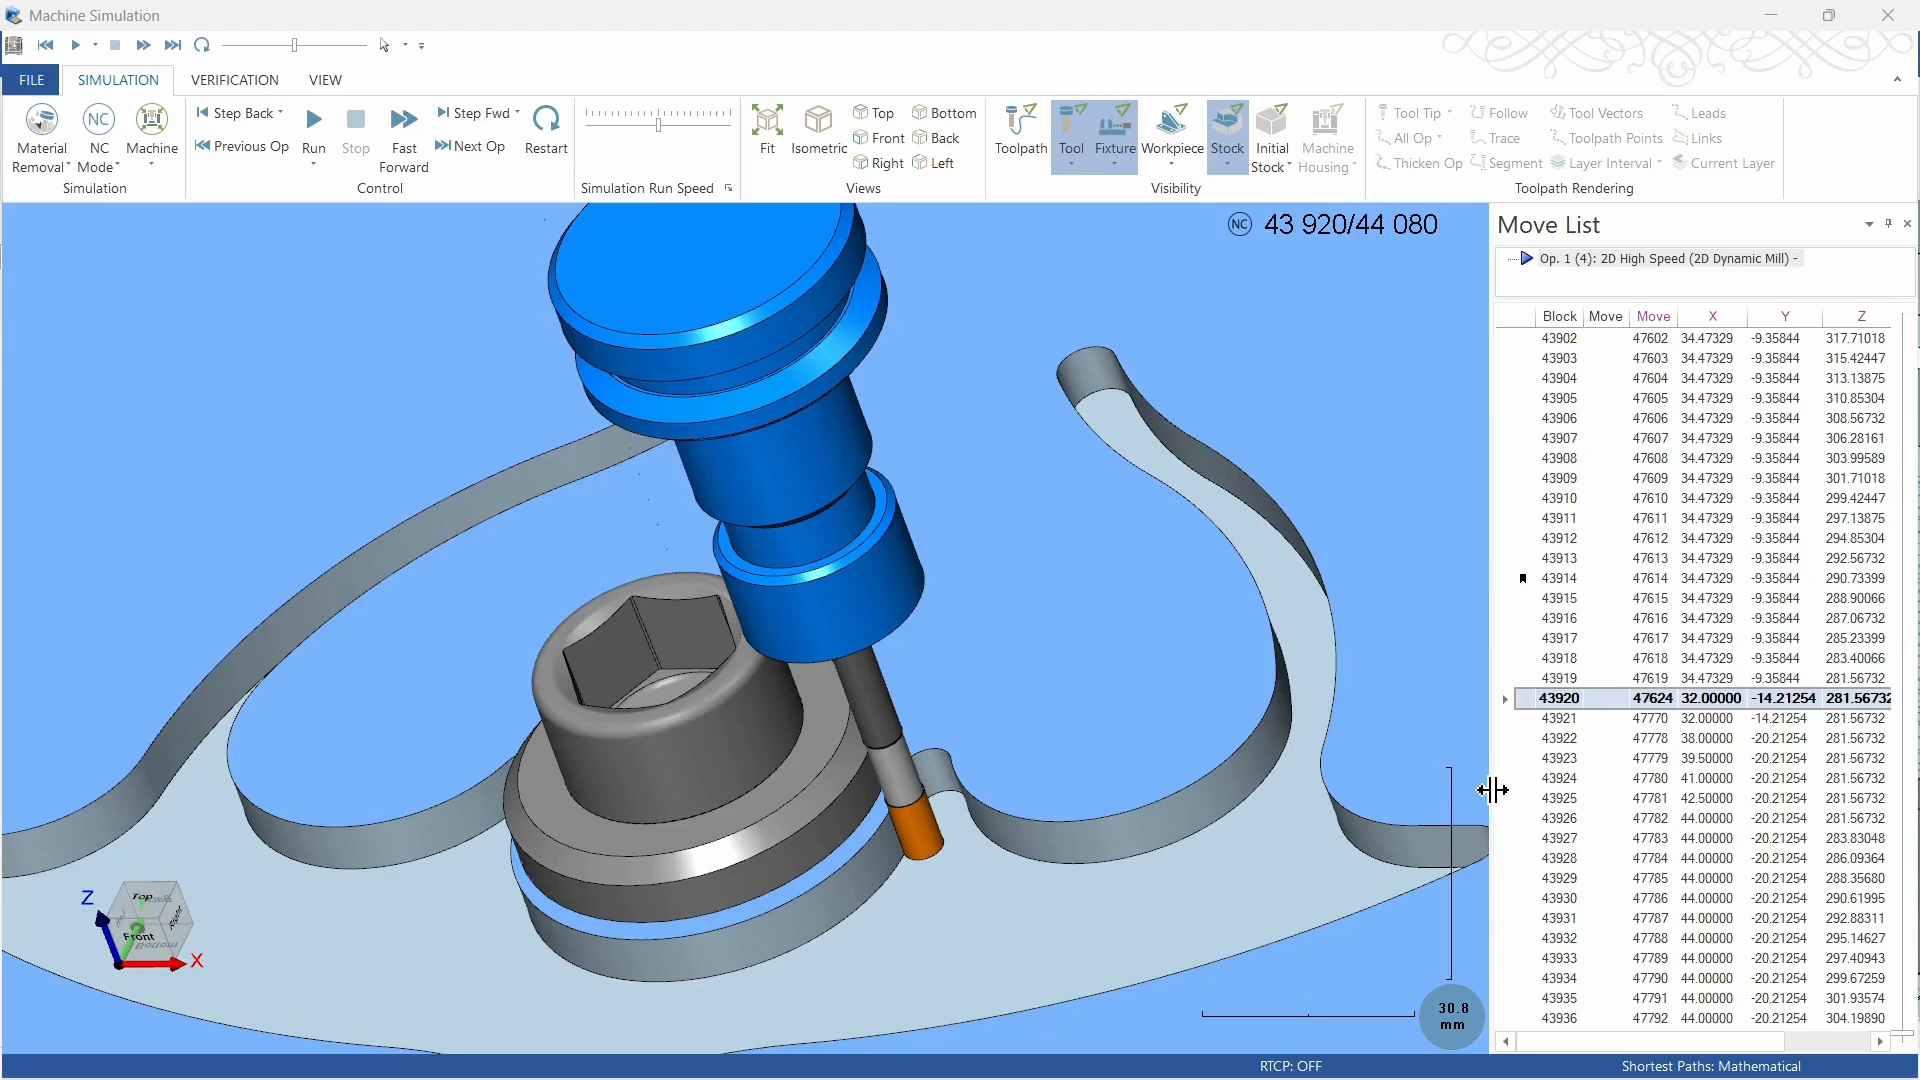 Machine Simulation
FILE SIMULATION VERIFICATION VIEW
Material Removal NC Mode Machine
Simulation
Step Back Previous Op Run Stop Fast Forward Step Fwd Next Op Restart
Control
Simulation Run Speed
Fit Isometric Top Front Right Bottom Back Left
Views
Toolpath Tool Fixture Workpiece Stock Initial Stock Machine Housing
Visibility
Tool Tip Follow Tool Vectors Leads
All Op Trace Toolpath Points Links
Thicken Op Segment Layer Interval Current Layer
Toolpath Rendering
NC 43 920/44 080
Move List
Op. 1 (4): 2D High Speed (2D Dynamic Mill) -
Block Move Move X Y Z
43902 47602 34.47329 -9.35844 317.71018
43903 47603 34.47329 -9.35844 315.42447
43904 47604 34.47329 -9.35844 313.13875
43905 47605 34.47329 -9.35844 310.85304
43906 47606 34.47329 -9.35844 308.56732
43907 47607 34.47329 -9.35844 306.28161
43908 47608 34.47329 -9.35844 303.99589
43909 47609 34.47329 -9.35844 301.71018
43910 47610 34.47329 -9.35844 299.42447
43911 47611 34.47329 -9.35844 297.13875
43912 47612 34.47329 -9.35844 294.85304
43913 47613 34.47329 -9.35844 292.56732
43914 47614 34.47329 -9.35844 290.73399
43915 47615 34.47329 -9.35844 288.90066
43916 47616 34.47329 -9.35844 287.06732
43917 47617 34.47329 -9.35844 285.23399
43918 47618 34.47329 -9.35844 283.40066
43919 47619 34.47329 -9.35844 281.56732
43920 47624 32.00000 -14.21254 281.56732
43921 47770 32.00000 -14.21254 281.56732
43922 47778 38.00000 -20.21254 281.56732
43923 47779 39.50000 -20.21254 281.56732
43924 47780 41.00000 -20.21254 281.56732
43925 47781 42.50000 -20.21254 281.56732
43926 47782 44.00000 -20.21254 281.56732
43927 47783 44.00000 -20.21254 283.83048
43928 47784 44.00000 -20.21254 286.09364
43929 47785 44.00000 -20.21254 288.35680
43930 47786 44.00000 -20.21254 290.61995
43931 47787 44.00000 -20.21254 292.88311
43932 47788 44.00000 -20.21254 295.14627
43933 47789 44.00000 -20.21254 297.40943
43934 47790 44.00000 -20.21254 299.67259
43935 47791 44.00000 -20.21254 301.93574
43936 47792 44.00000 -20.21254 304.19890
Z
Top
Back
Right
Front
Bottom
X
30.8
mm
RTCP: OFF
Shortest Paths: Mathematical